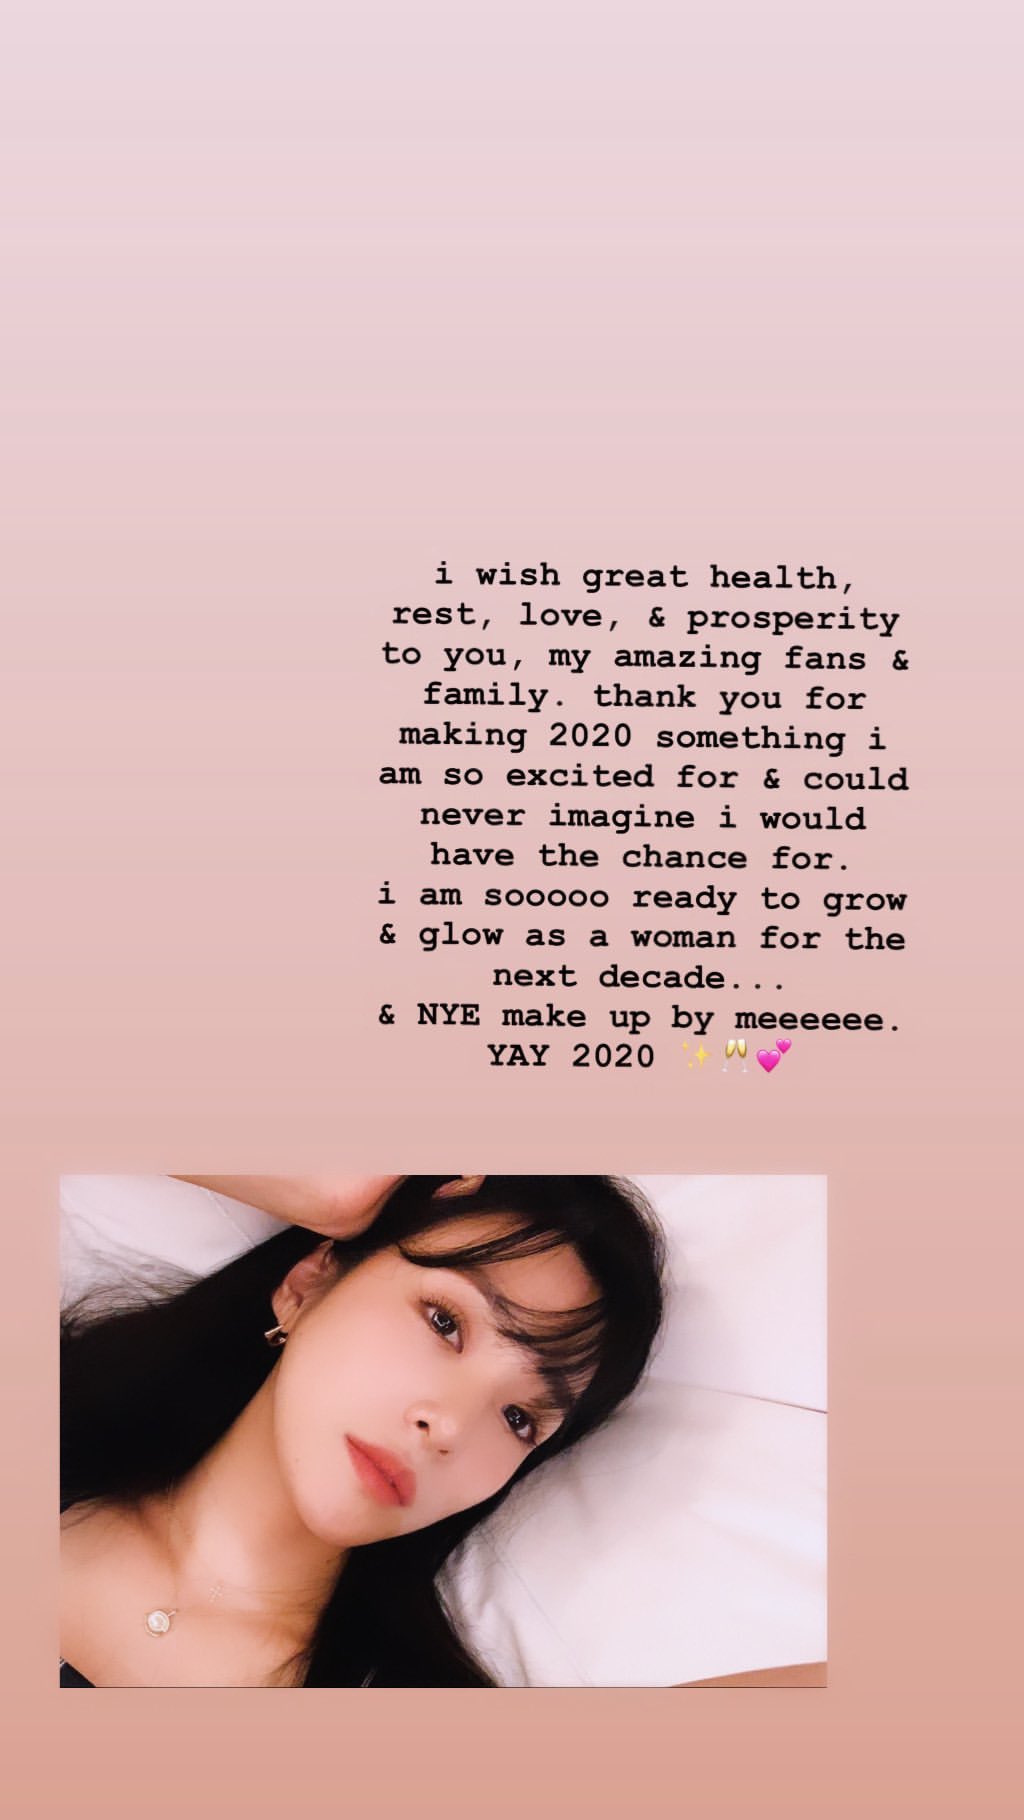 i wish great health,
rest, love, & prosperity
to you, my amazing fans &
family. thank you for
making 2020 something i
am so excited for & could
never imagine i would
have the chance for.
i am sooooo ready to grow
& glow as a woman for the
next decade...
& NYE make up by meeeeee.
YAY 2020 ✨🥂💕